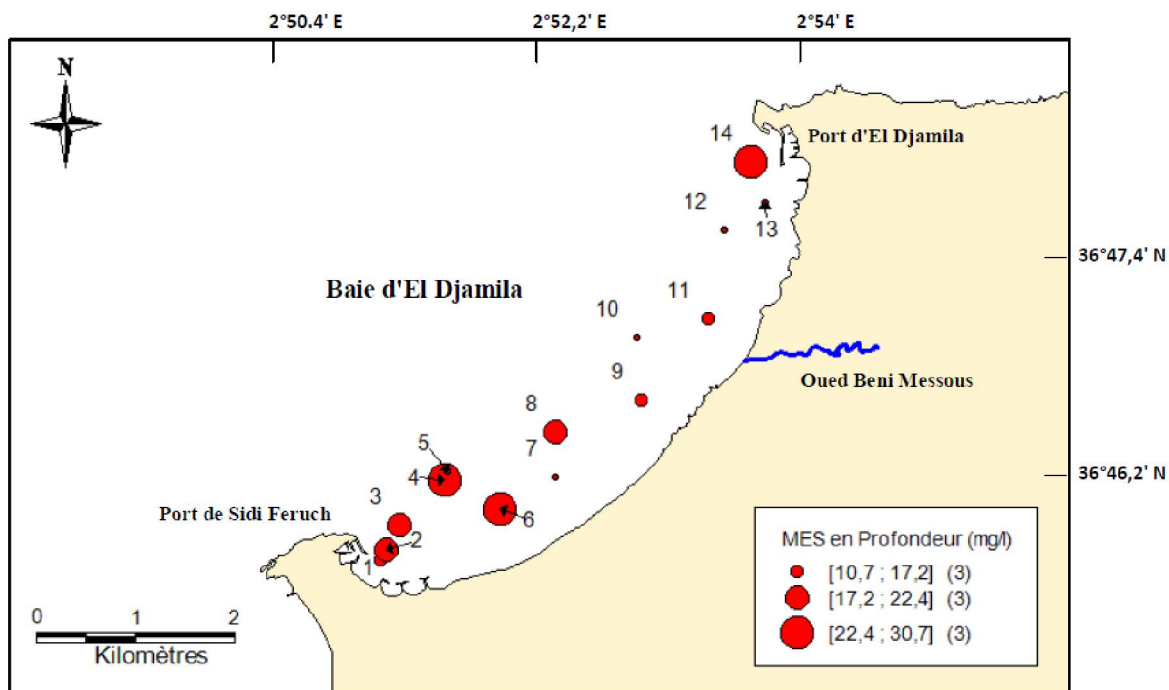 2°50.4' E
2°52,2' E
2°54' E
N
14
Port d'El Djamila
12
13
36°47,4' N
Baie d'El Djamila
11
10
Oued Beni Messous
9
8
7
5
4
36°46,2' N
3
6
Port de Sidi Feruch
2
1
MES en Profondeur (mg/l)
[10,7 ; 17,2] (3)
[17,2 ; 22,4] (3)
[22,4 ; 30,7] (3)
0 1 2
Kilomètres